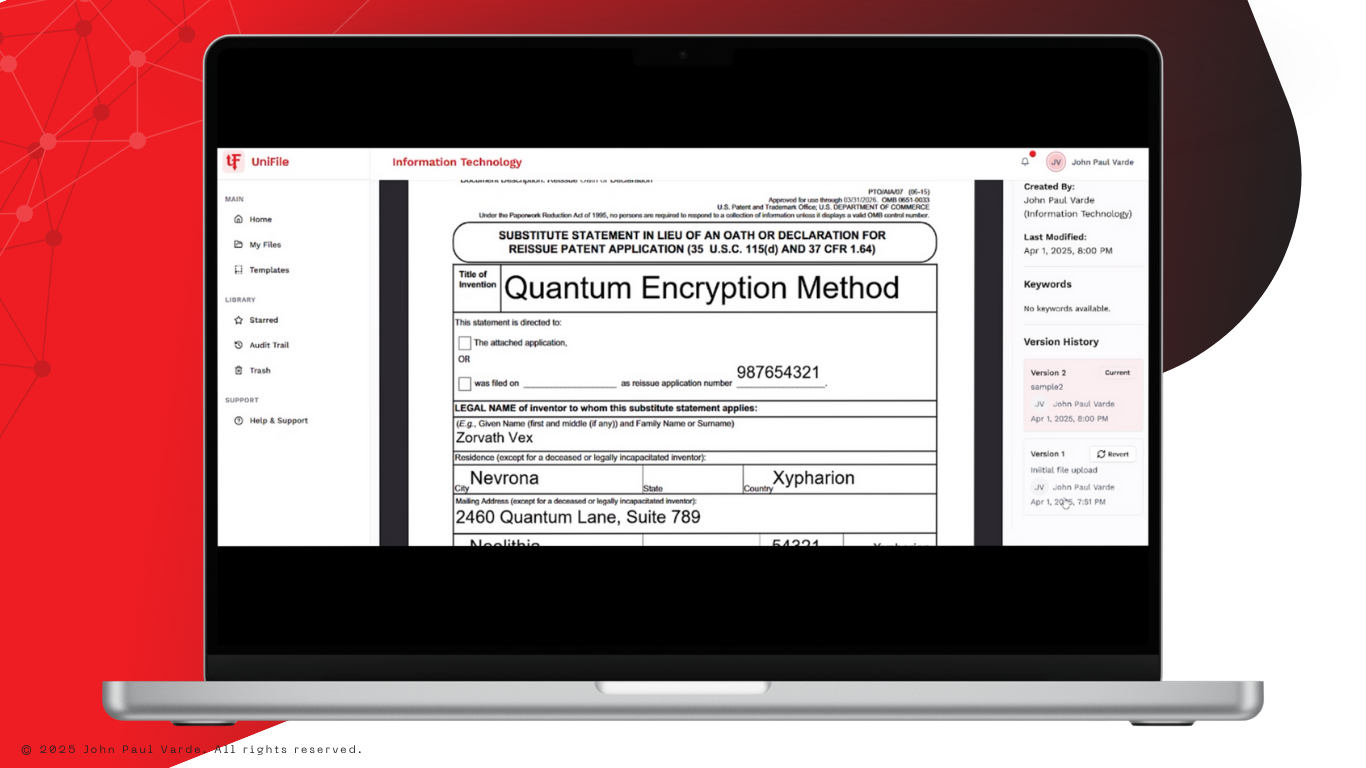 UniFile
Information Technology
JV John Paul Varde
MAIN
Home
My Files
Templates
LIBRARY
Starred
Audit Trail
Trash
SUPPORT
Help & Support
Document Description: Reissue Oath or Declaration
PTO/AIA/07 (06-15)
Approved for use through 03/31/2026. OMB 0651-0033
U.S. Patent and Trademark Office; U.S. DEPARTMENT OF COMMERCE
Under the Paperwork Reduction Act of 1995, no persons are required to respond to a collection of information unless it displays a valid OMB control number.
SUBSTITUTE STATEMENT IN LIEU OF AN OATH OR DECLARATION FOR
REISSUE PATENT APPLICATION (35 U.S.C. 115(d) AND 37 CFR 1.64)
Title of
Invention
Quantum Encryption Method
This statement is directed to:
The attached application,
OR
987654321
was filed on ____________________ as reissue application number ____________________.
LEGAL NAME of inventor to whom this substitute statement applies:
(E.g., Given Name (first and middle (if any)) and Family Name or Surname)
Zorvath Vex
Residence (except for a deceased or legally incapacitated inventor):
Nevrona Xypharion
City State Country
Mailing Address (except for a deceased or legally incapacitated inventor):
2460 Quantum Lane, Suite 789
Neolithia 54321 Xypharion
Created By:
John Paul Varde
(Information Technology)
Last Modified:
Apr 1, 2025, 8:00 PM
Keywords
No keywords available.
Version History
Version 2 Current
sample2
JV John Paul Varde
Apr 1, 2025, 8:00 PM
Version 1 Revert
Initial file upload
JV John Paul Varde
Apr 1, 2025, 7:51 PM
© 2025 John Paul Varde. All rights reserved.